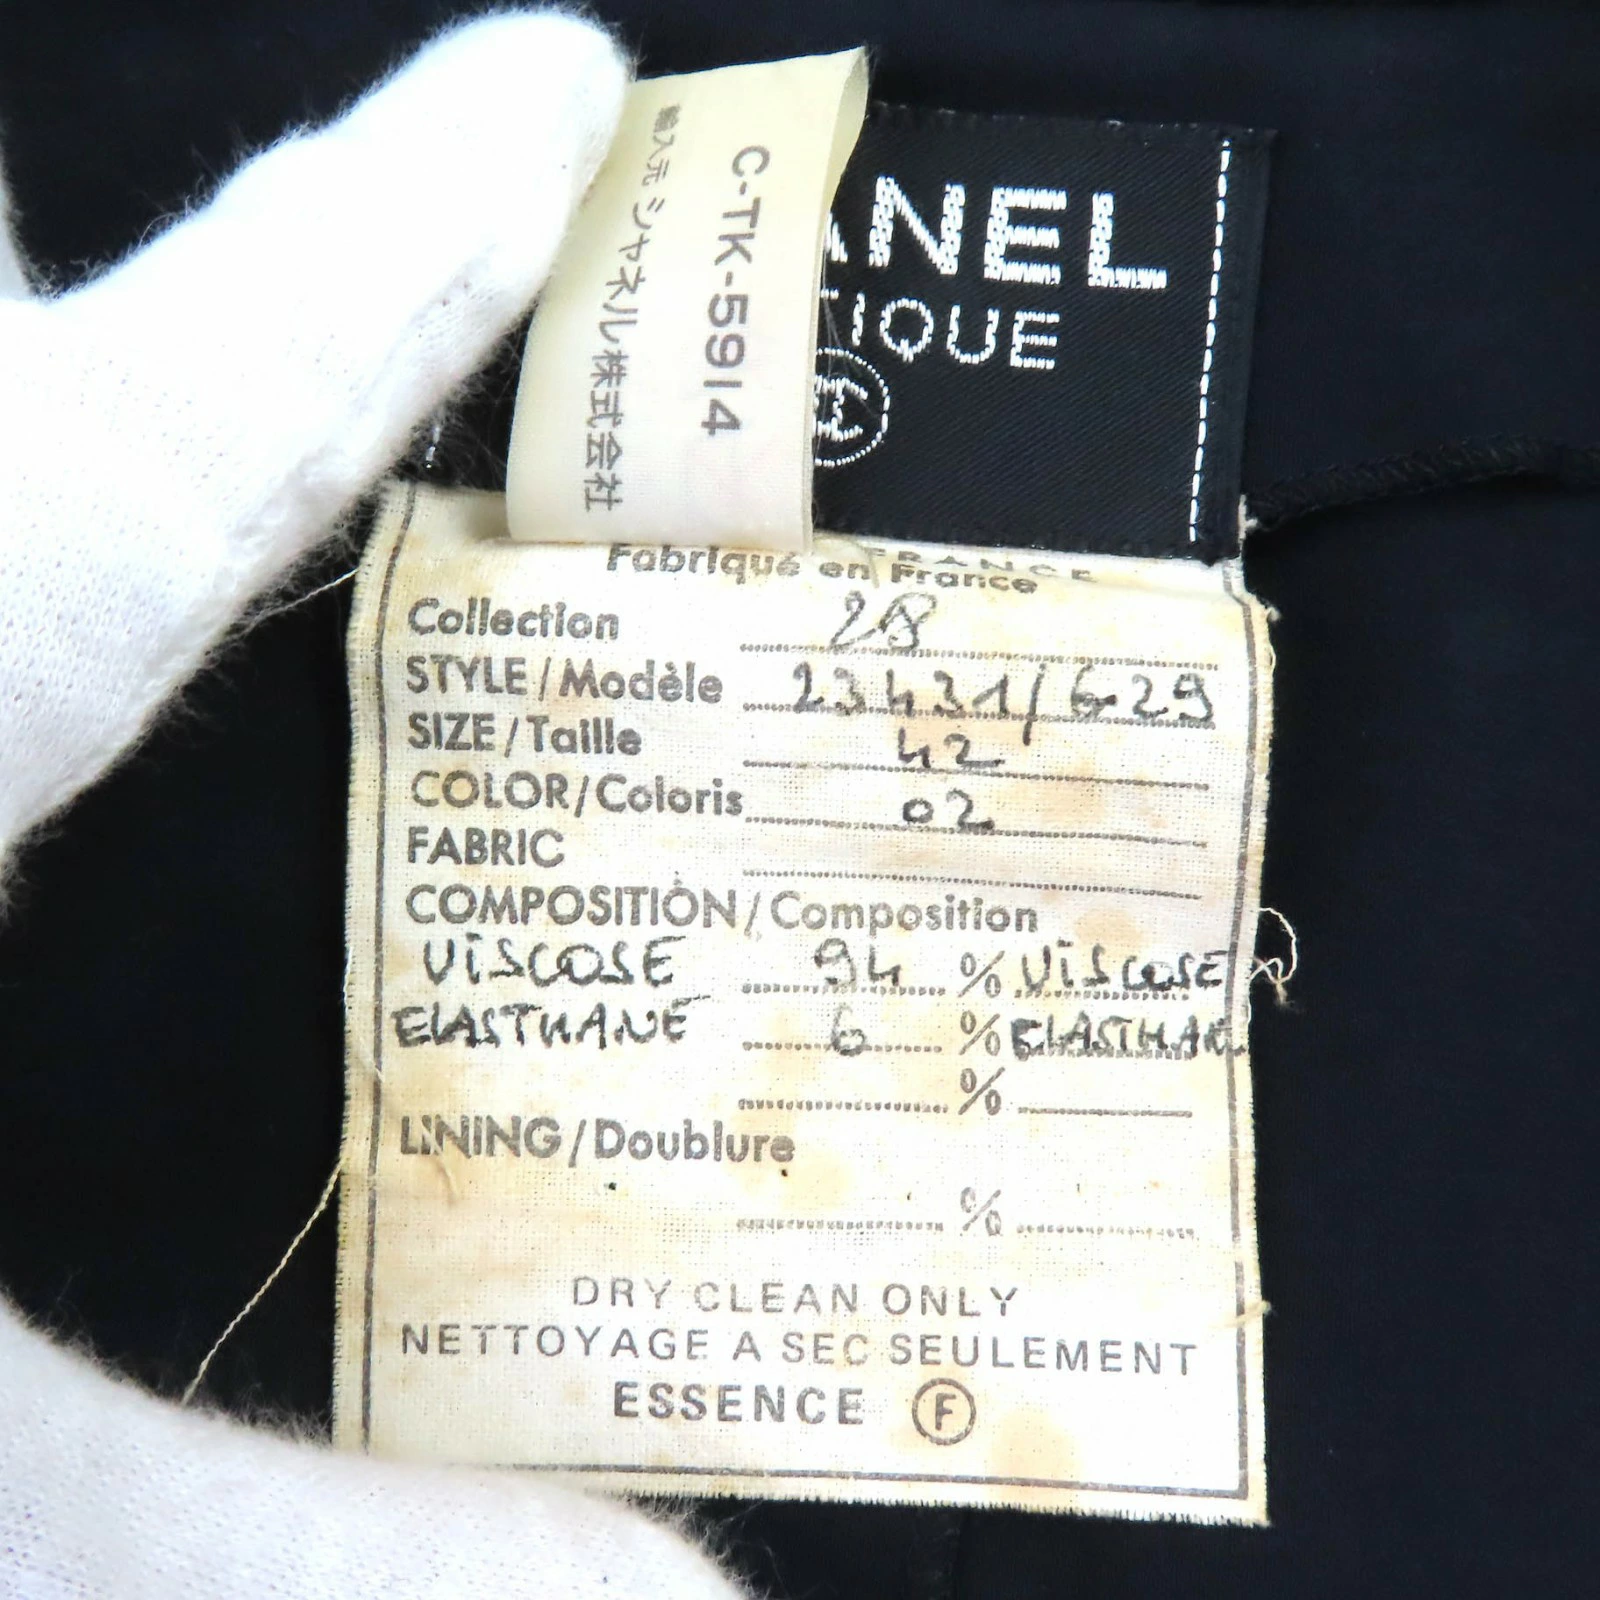 C-TK-5914
輸入元 シャネル株式会社
ANEL
TIQUE
FRANCE
Fabriqué en France
Collection 28
STYLE/Modèle 23431/629
SIZE/Taille 42
COLOR/Coloris 02
FABRIC
COMPOSITION/Composition
VISCOSE 94 % VISCOSE
ELASTHANE 6 % ELASTHAN
%
LINING/Doublure
%
DRY CLEAN ONLY
NETTOYAGE A SEC SEULEMENT
ESSENCE F